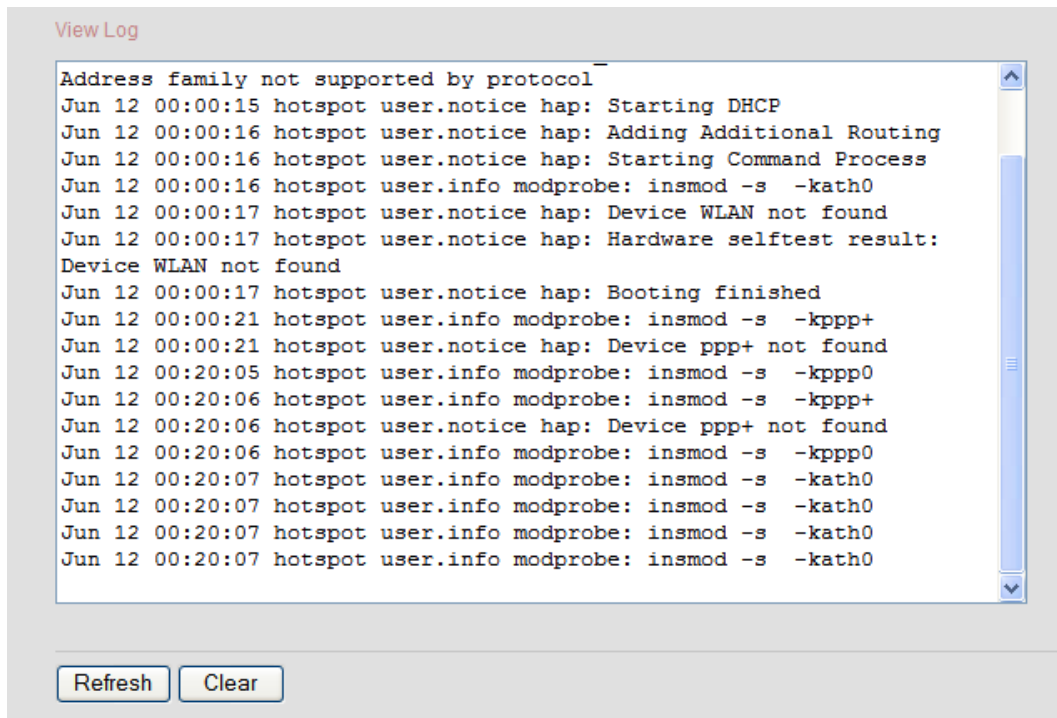 View Log
Address family not supported by protocol
Jun 12 00:00:15 hotspot user.notice hap: Starting DHCP
Jun 12 00:00:16 hotspot user.notice hap: Adding Additional Routing
Jun 12 00:00:16 hotspot user.notice hap: Starting Command Process
Jun 12 00:00:16 hotspot user.info modprobe: insmod -s  -kath0
Jun 12 00:00:17 hotspot user.notice hap: Device WLAN not found
Jun 12 00:00:17 hotspot user.notice hap: Hardware selftest result:
Device WLAN not found
Jun 12 00:00:17 hotspot user.notice hap: Booting finished
Jun 12 00:00:21 hotspot user.info modprobe: insmod -s  -kppp+
Jun 12 00:00:21 hotspot user.notice hap: Device ppp+ not found
Jun 12 00:20:05 hotspot user.info modprobe: insmod -s  -kppp0
Jun 12 00:20:06 hotspot user.info modprobe: insmod -s  -kppp+
Jun 12 00:20:06 hotspot user.notice hap: Device ppp+ not found
Jun 12 00:20:06 hotspot user.info modprobe: insmod -s  -kppp0
Jun 12 00:20:07 hotspot user.info modprobe: insmod -s  -kath0
Jun 12 00:20:07 hotspot user.info modprobe: insmod -s  -kath0
Jun 12 00:20:07 hotspot user.info modprobe: insmod -s  -kath0
Jun 12 00:20:07 hotspot user.info modprobe: insmod -s  -kath0
Refresh Clear